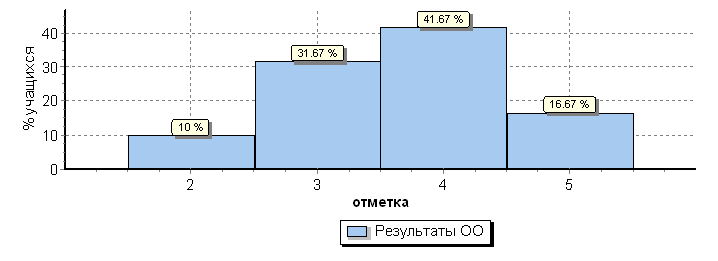 41.67 %
40
31.67 %
30
20
16.67 %
10 %
10
0
% учащихся
2 3 4 5
отметка
Результаты ОО